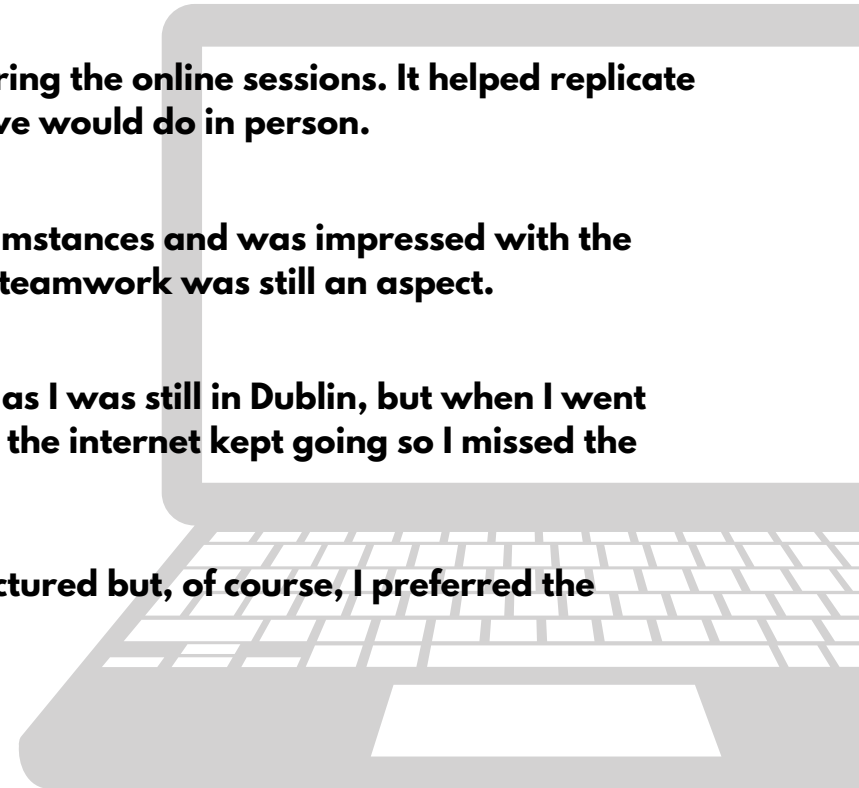 ring the online sessions. It helped replicate
would do in person.
mstances and was impressed with the
teamwork was still an aspect.
as I was still in Dublin, but when I went
the internet kept going so I missed the
ctured but, of course, I preferred the